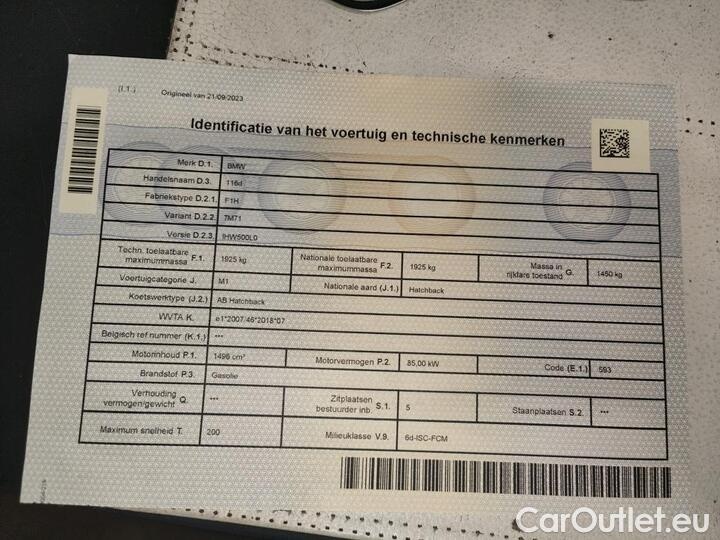 (I.1.)
Origineel van 21/09/2023
Identificatie van het voertuig en technische kenmerken
Merk D.1. BMW
Handelsnaam D.3. 116d
Fabriekstype D.2.1. F1H
Variant D.2.2. 7M71
Versie D.2.3. IHW500L0
Techn. toelaatbare maximummassa F.1. 1925 kg Nationale toelaatbare maximummassa F.2. 1925 kg Massa in rijklare toestand G. 1450 kg
Voertuigcategorie J. M1 Nationale aard (J.1.) Hatchback
Koetswerktype (J.2.) AB Hatchback
WVTA K. e1*2007/46*2018*07
Belgisch ref nummer (K.1.) ***
Motorinhoud P.1. 1496 cm³ Motorvermogen P.2. 85,00 kW Code (E.1.) 593
Brandstof P.3. Gasolie
Verhouding vermogen/gewicht Q. *** Zitplaatsen bestuurder inb. S.1. 5 Staanplaatsen S.2. ***
Maximum snelheid T. 200 Milieuklasse V.9. 6d-ISC-FCM
CarOutlet.eu